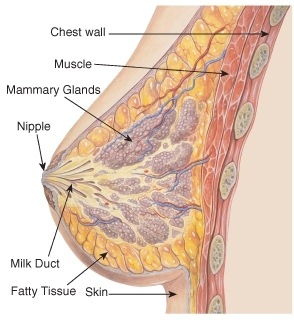 Chest wall
Muscle
Mammary Glands
Nipple
Milk Duct
Fatty Tissue
Skin